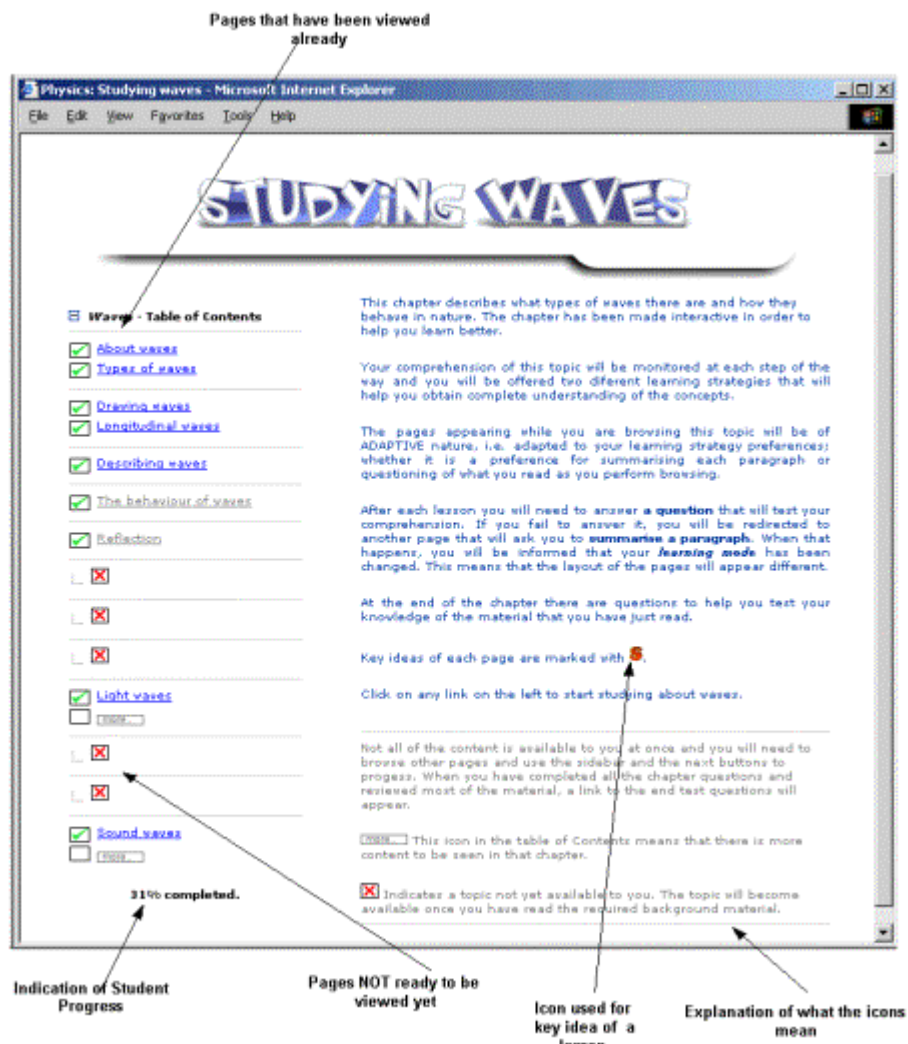 Pages that have been viewed
already
Physics: Studying waves - Microsoft Internet Explorer
File Edit View Favorites Tools Help
STUDYING WAVES
Waves - Table of Contents
About waves
Types of waves
Drawing waves
Longitudinal waves
Describing waves
The behaviour of waves
Reflection
Light waves
more...
Sound waves
more...
31% completed.
This chapter describes what types of waves there are and how they
behave in nature. The chapter has been made interactive in order to
help you learn better.
Your comprehension of this topic will be monitored at each step of the
way and you will be offered two diferent learning strategies that will
help you obtain complete understanding of the concepts.
The pages appearing while you are browsing this topic will be of
ADAPTIVE nature, i.e. adapted to your learning strategy preferences;
whether it is a preference for summarising each paragraph or
questioning of what you read as you perform browsing.
After each lesson you will need to answer a question that will test your
comprehension. If you fail to answer it, you will be redirected to
another page that will ask you to summarise a paragraph. When that
happens, you will be informed that your learning mode has been
changed. This means that the layout of the pages will appear different.
At the end of the chapter there are questions to help you test your
knowledge of the material that you have just read.
Key ideas of each page are marked with S.
Click on any link on the left to start studying about waves.
Not all of the content is available to you at once and you will need to
browse other pages and use the sidebar and the next buttons to
progess. When you have completed all the chapter questions and
reviewed most of the material, a link to the end test questions will
appear.
more... This icon in the table of Contents means that there is more
content to be seen in that chapter.
Indicates a topic not yet available to you. The topic will become
available once you have read the required background material.
Indication of Student
Progress
Pages NOT ready to be
viewed yet
Icon used for
key idea of a
Explanation of what the icons
mean